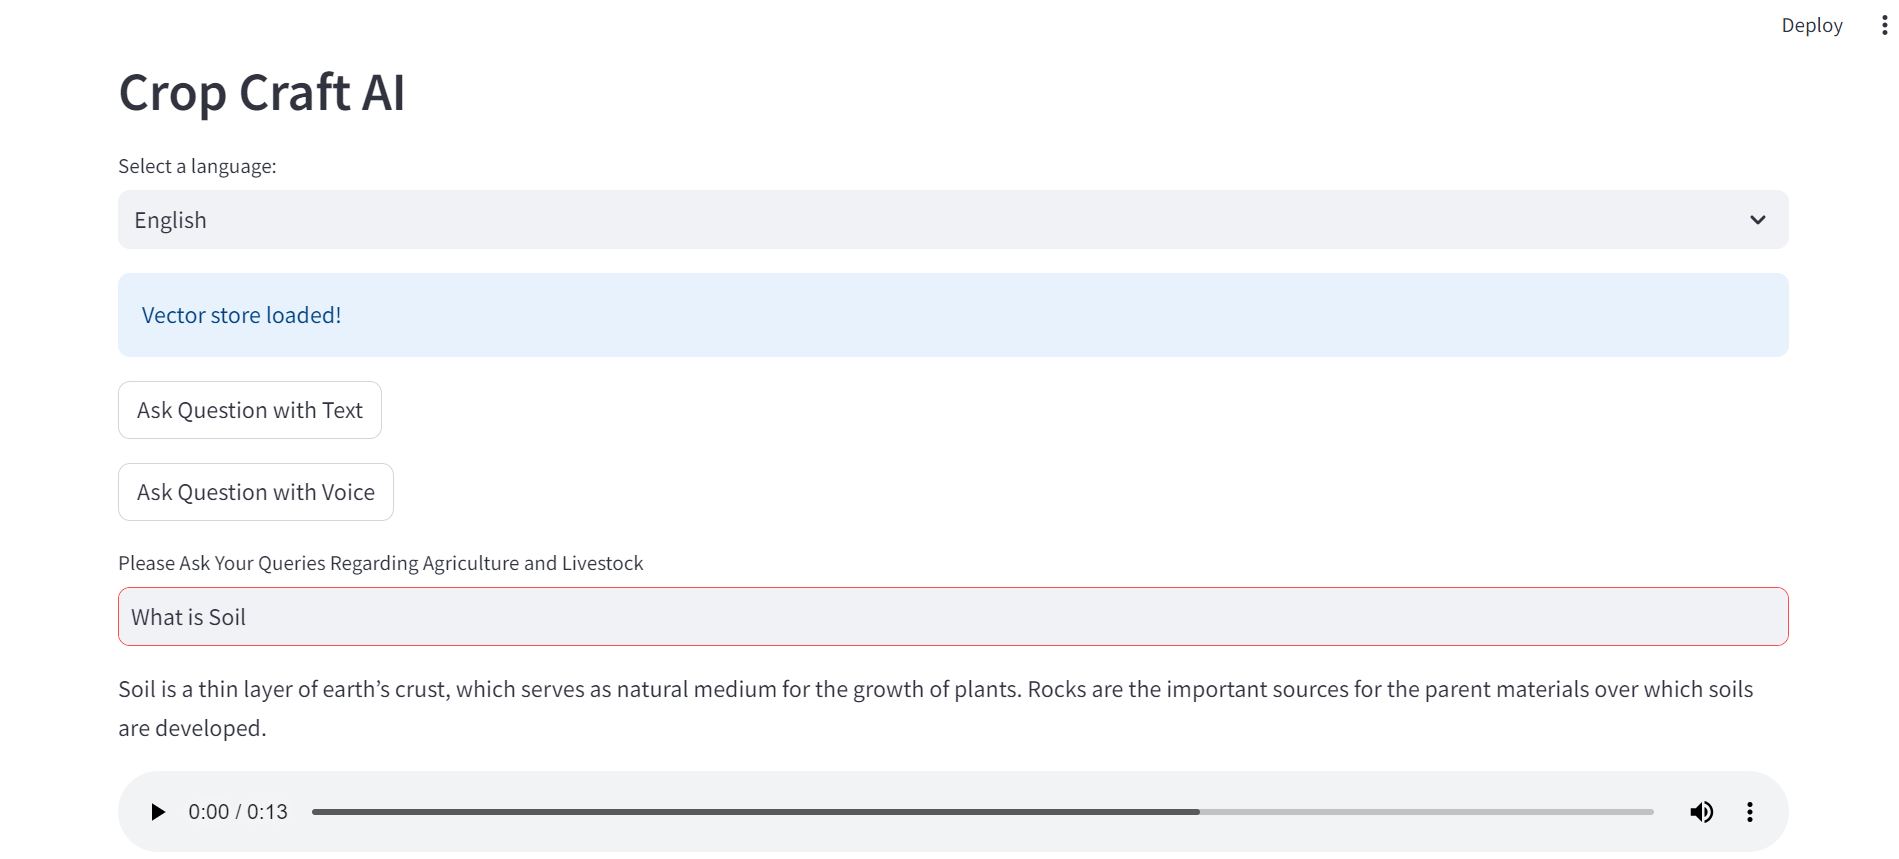 Deploy
Crop Craft AI
Select a language:
English
Vector store loaded!
Ask Question with Text
Ask Question with Voice
Please Ask Your Queries Regarding Agriculture and Livestock
What is Soil
Soil is a thin layer of earth’s crust, which serves as natural medium for the growth of plants. Rocks are the important sources for the parent materials over which soils
are developed.
0:00 / 0:13